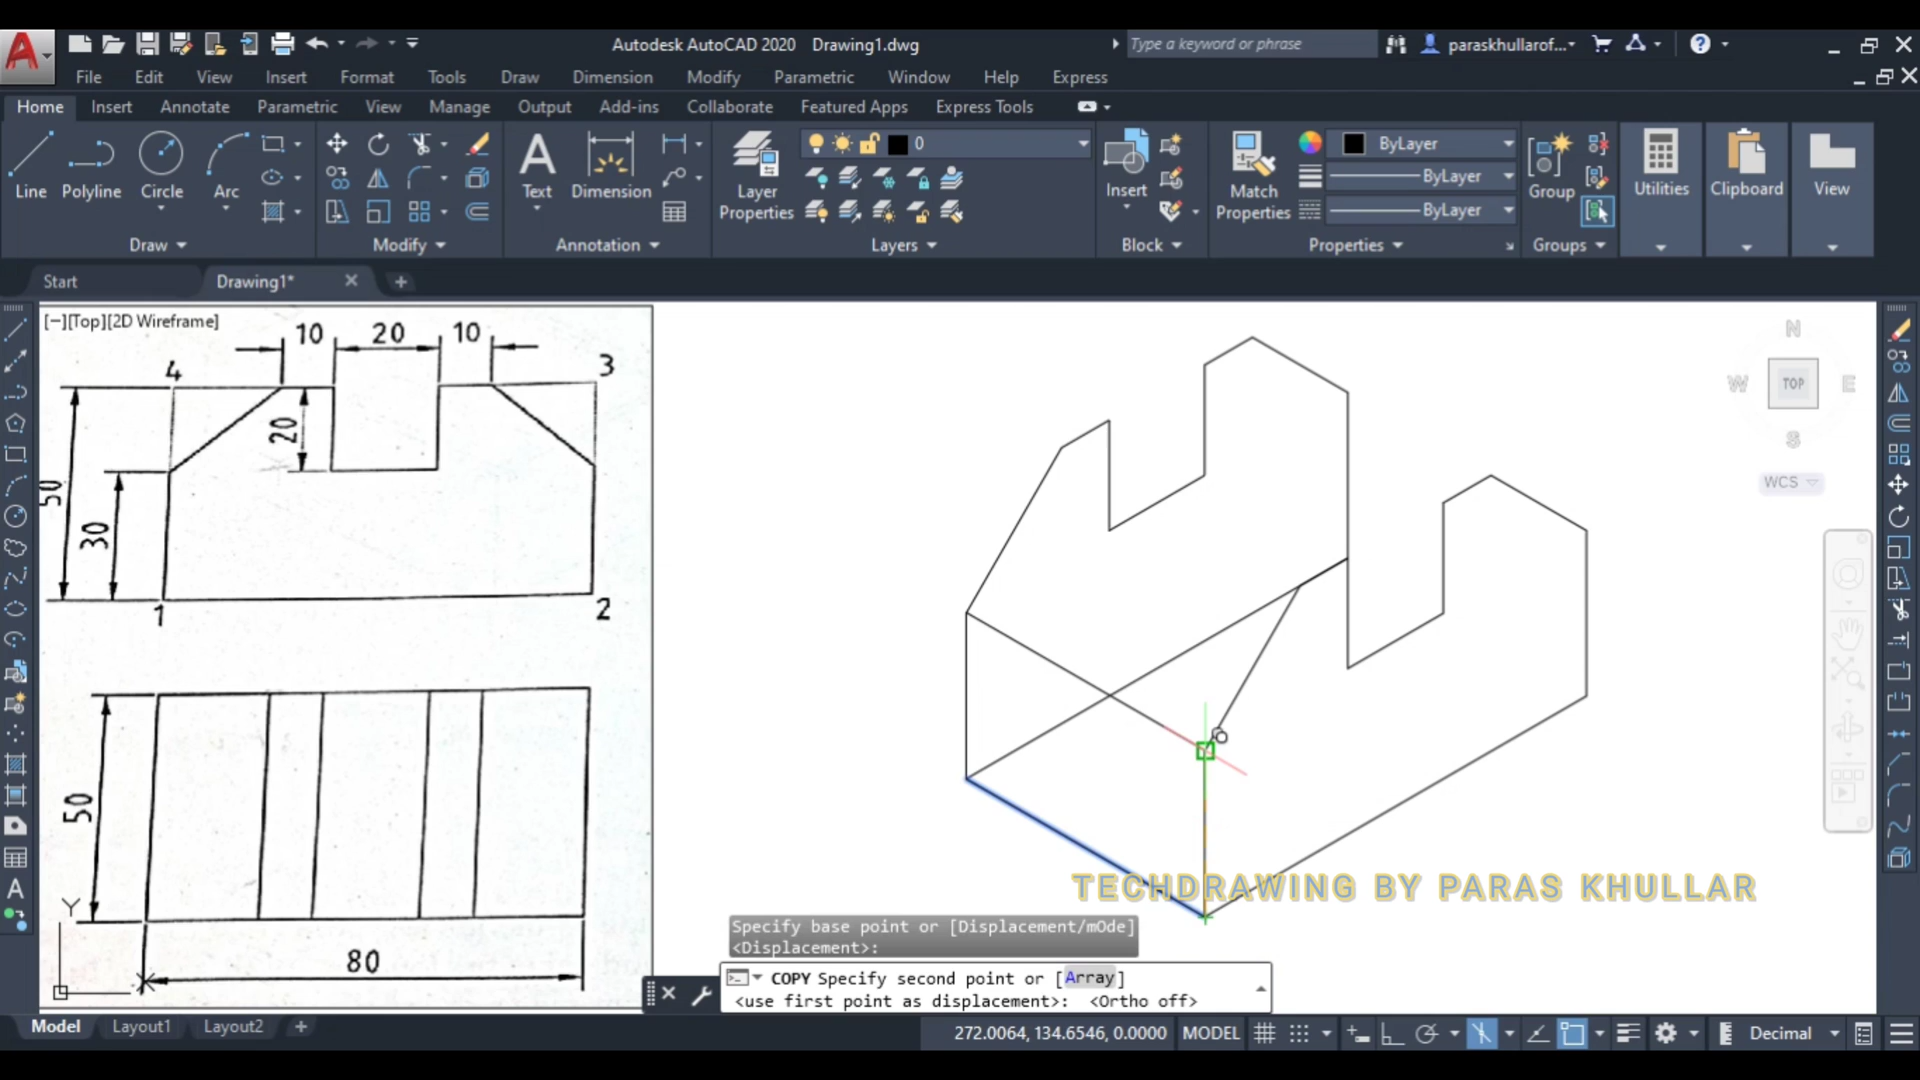 Autodesk AutoCAD 2020 Drawing1.dwg
Type a keyword or phrase
paraskhullarof...
File Edit View Insert Format Tools Draw Dimension Modify Parametric Window Help Express
Home Insert Annotate Parametric View Manage Output Add-ins Collaborate Featured Apps Express Tools
0
ByLayer
ByLayer
ByLayer
Line Polyline Circle Arc
Text Dimension
Layer Properties
Insert
Match Properties
Group
Utilities
Clipboard
View
Draw Modify Annotation Layers Block Properties Groups
Start Drawing1*
[−][Top][2D Wireframe]
10 20 10
4 3
20
50
30
1 2
50
80
Y
N
W TOP E
S
WCS
TECHDRAWING BY PARAS KHULLAR
Specify base point or [Displacement/mOde]
<Displacement>:
COPY Specify second point or [Array]
<use first point as displacement>: <Ortho off>
Model Layout1 Layout2
272.0064, 134.6546, 0.0000 MODEL
Decimal